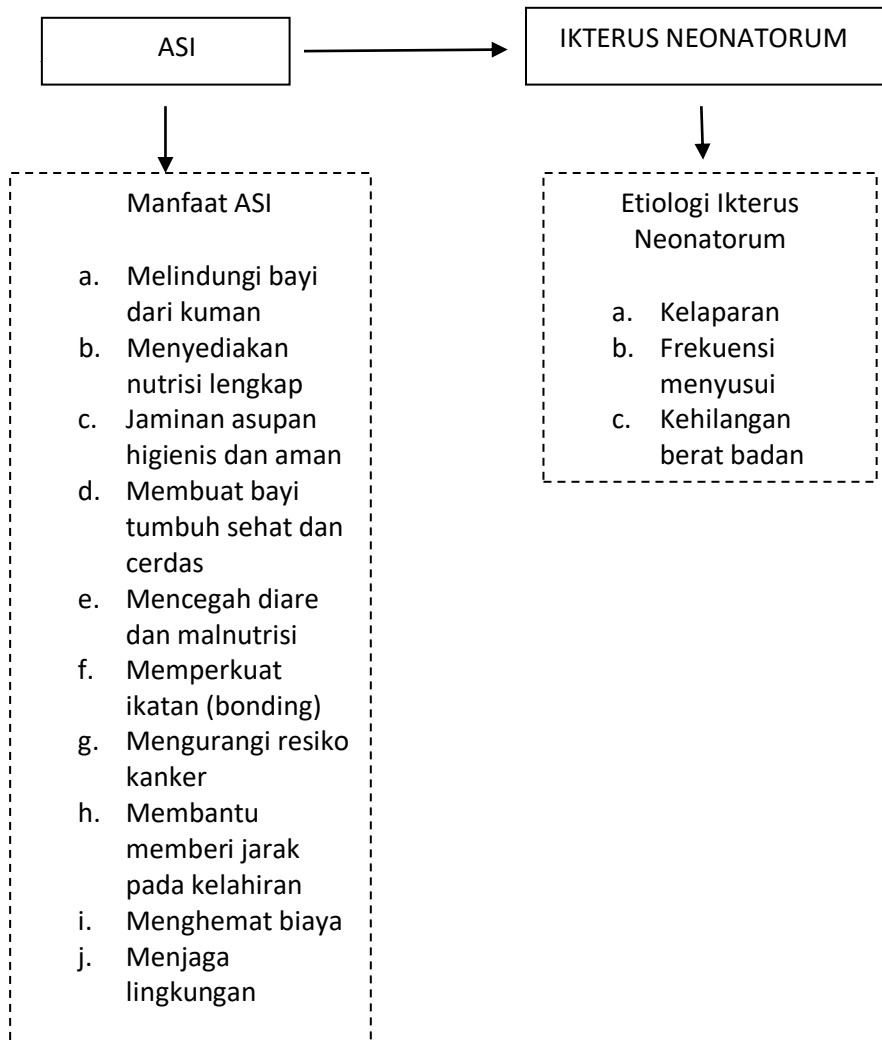 ASI
IKTERUS NEONATORUM
Manfaat ASI
a. Melindungi bayi
dari kuman
b. Menyediakan
nutrisi lengkap
c. Jaminan asupan
higienis dan aman
d. Membuat bayi
tumbuh sehat dan
cerdas
e. Mencegah diare
dan malnutrisi
f. Memperkuat
ikatan (bonding)
g. Mengurangi resiko
kanker
h. Membantu
memberi jarak
pada kelahiran
i. Menghemat biaya
j. Menjaga
lingkungan
Etiologi Ikterus
Neonatorum
a. Kelaparan
b. Frekuensi
menyusui
c. Kehilangan
berat badan